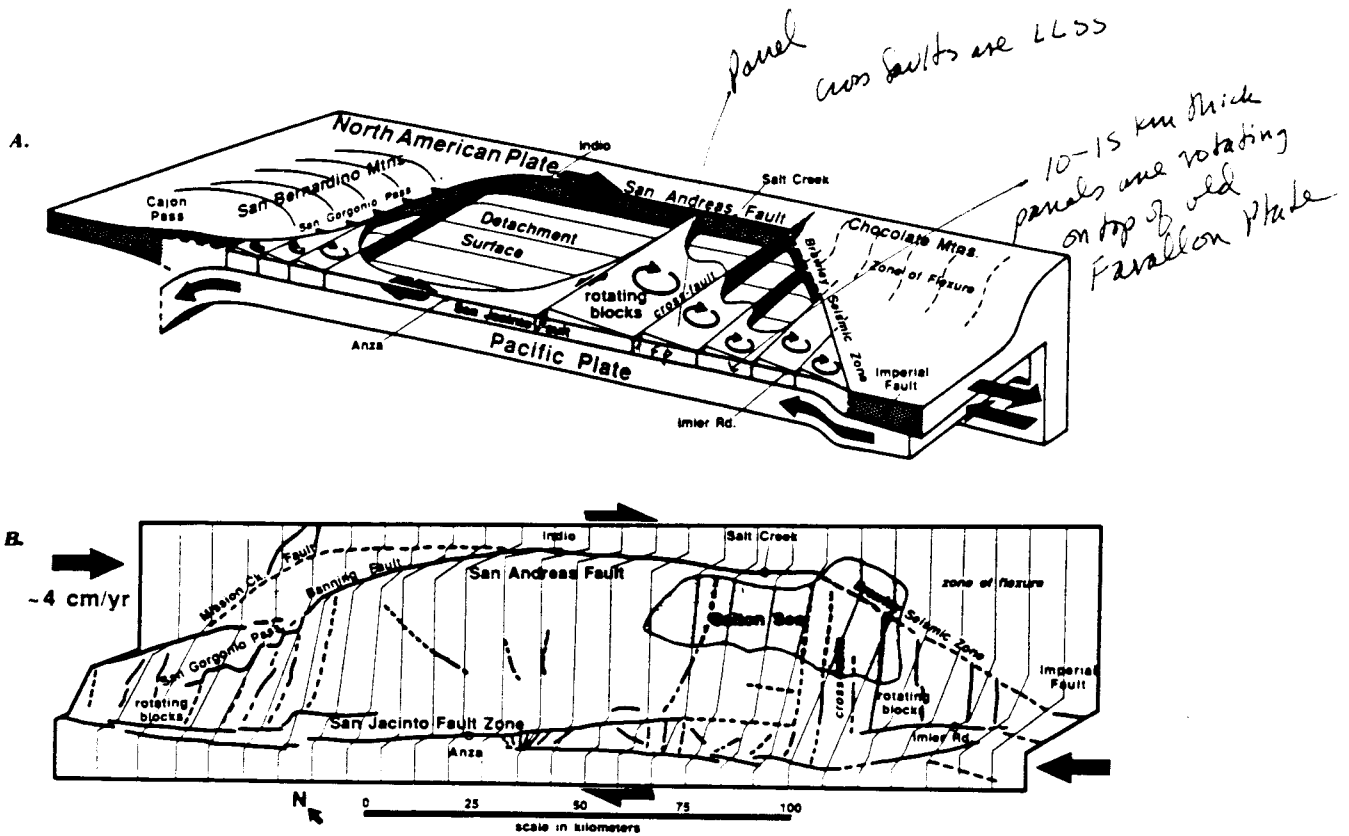 Panel
cross faults are LLSS
10-15 km thick
panels are rotating
on top of old
Farallon Plate
A.
North American Plate
Indio
Salt Creek
San Andreas Fault
Cajon
Pass
San Bernardino Mtns
San Gorgonio Pass
Detachment
Surface
Chocolate Mtns.
Zone of Flexure
Brawley Seismic Zone
rotating
blocks
cross-fault
San Jacinto Fault
Anza
Pacific Plate
Imperial
Fault
Imler Rd.
B.
~4 cm/yr
Indio
Salt Creek
Mission Ck. Fault
Banning Fault
San Andreas Fault
zone of flexure
Salton Sea
Seismic Zone
San Gorgonio Pass
Imperial
Fault
rotating
blocks
cross
rotating
blocks
San Jacinto Fault Zone
Anza
Imler Rd.
N
0 25 50 75 100
scale in kilometers